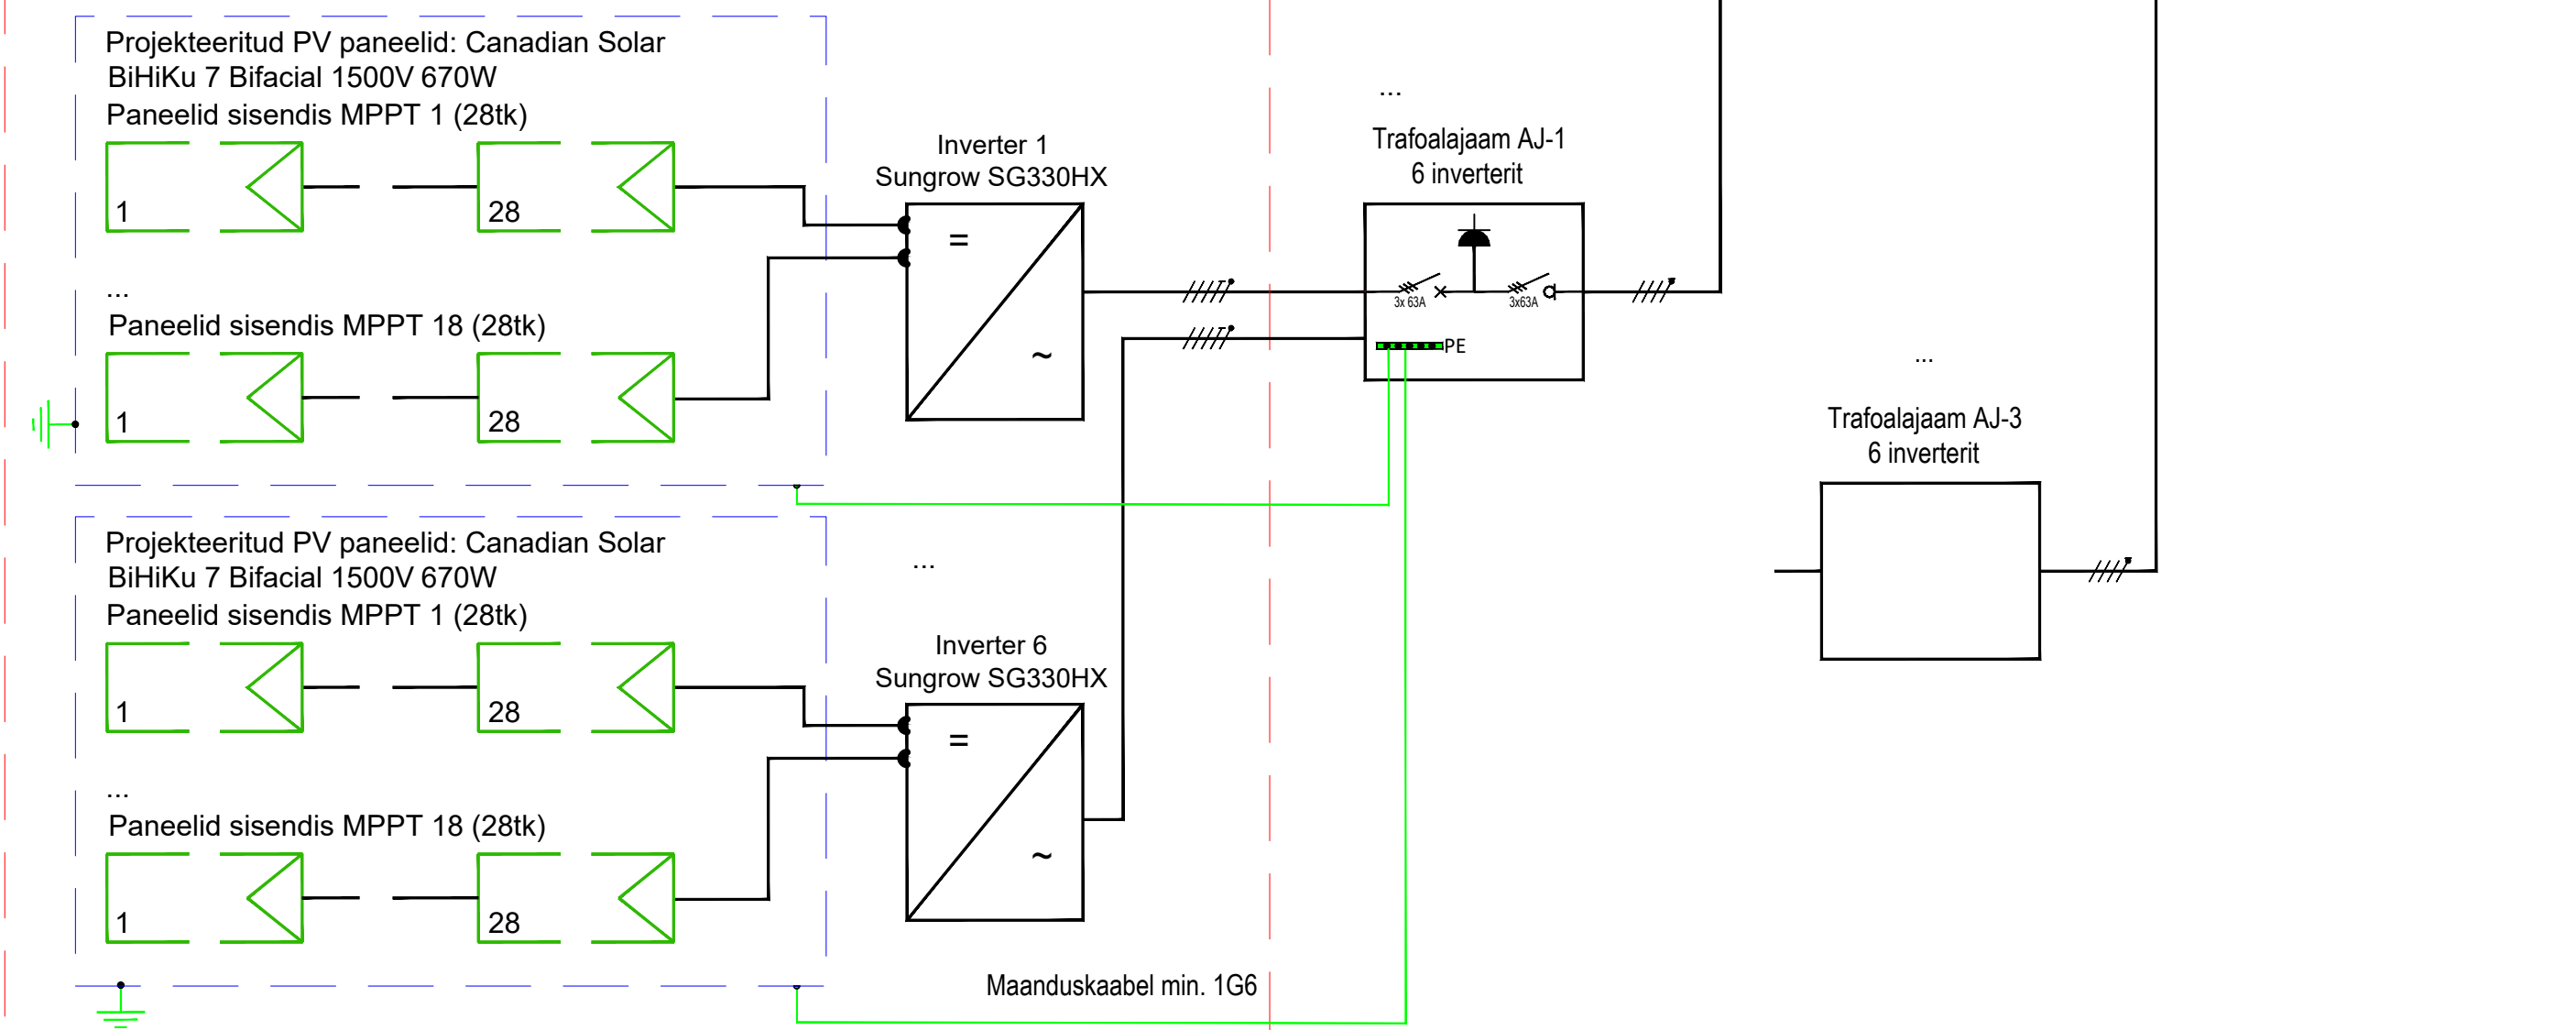 Projekteeritud PV paneelid: Canadian Solar
BiHiKu 7 Bifacial 1500V 670W
Paneelid sisendis MPPT 1 (28tk)
1
28
...
Paneelid sisendis MPPT 18 (28tk)
1
28
Inverter 1
Sungrow SG330HX
=
~
...
Trafoalajaam AJ-1
6 inverterit
3x 63A
3x63A
PE
...
Trafoalajaam AJ-3
6 inverterit
Projekteeritud PV paneelid: Canadian Solar
BiHiKu 7 Bifacial 1500V 670W
Paneelid sisendis MPPT 1 (28tk)
1
28
...
Paneelid sisendis MPPT 18 (28tk)
1
28
...
Inverter 6
Sungrow SG330HX
=
~
Maanduskaabel min. 1G6